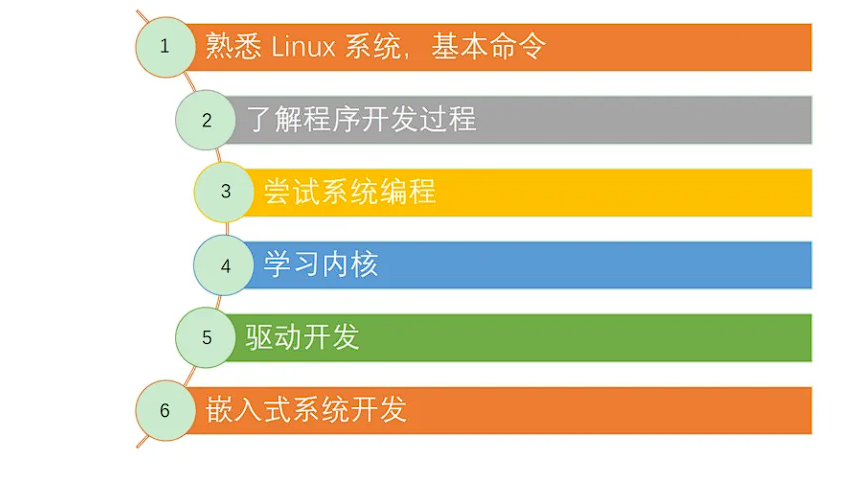 1 熟悉 Linux 系统，基本命令
2 了解程序开发过程
3 尝试系统编程
4 学习内核
5 驱动开发
6 嵌入式系统开发